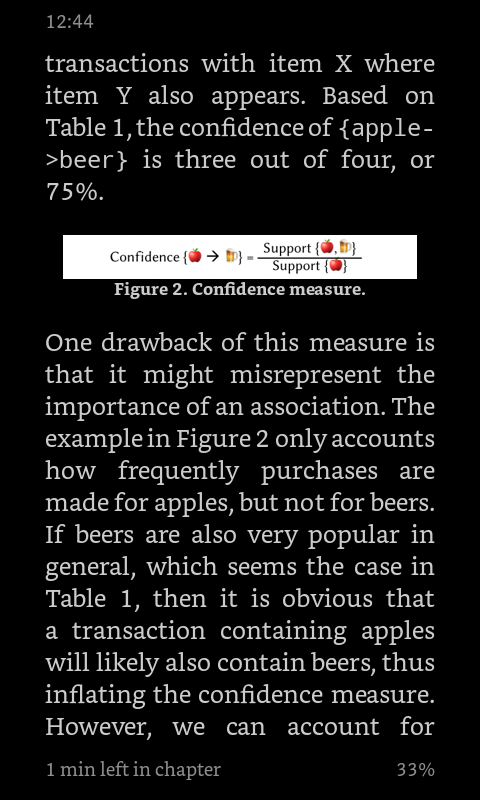 12:44
transactions with item X where
item Y also appears. Based on
Table 1, the confidence of {apple-
>beer} is three out of four, or
75%.
Confidence {🍎 → 🍺} = Support {🍎,🍺}
Support {🍎}
Figure 2. Confidence measure.
One drawback of this measure is
that it might misrepresent the
importance of an association. The
example in Figure 2 only accounts
how frequently purchases are
made for apples, but not for beers.
If beers are also very popular in
general, which seems the case in
Table 1, then it is obvious that
a transaction containing apples
will likely also contain beers, thus
inflating the confidence measure.
However, we can account for
1 min left in chapter 33%